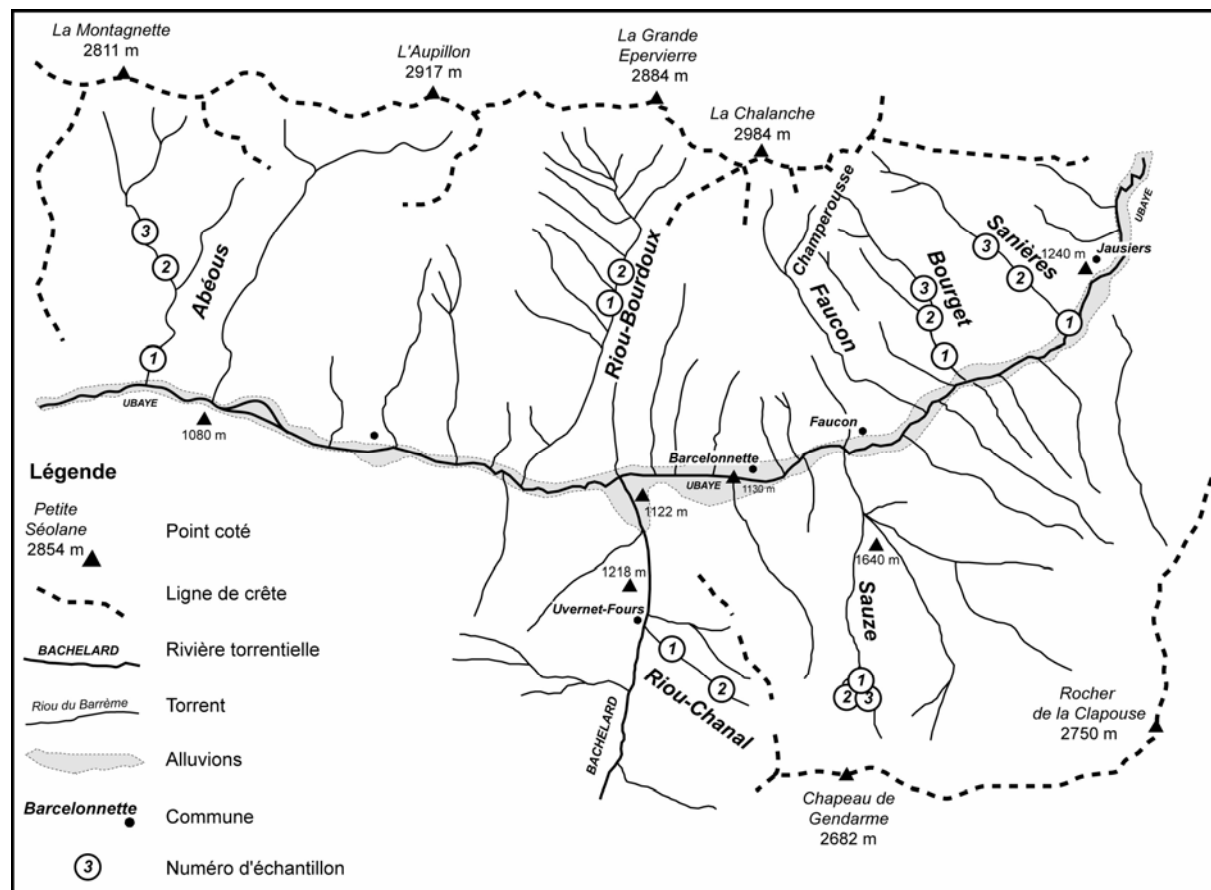 La Montagnette
2811 m
L'Aupillon
2917 m
La Grande
Epervierre
2884 m
La Chalanche
2984 m
Abéous
3
2
1
Riou-Bourdoux
2
1
Champerousse
Faucon
Bourget
3
2
1
Sanières
3
2
1
1240 m
Jausiers
UBAYE
UBAYE
1080 m
Faucon
Barcelonnette
UBAYE
1130 m
1122 m
1218 m
Uvernet-Fours
1640 m
Sauze
1
2
3
1
2
Riou-Chanal
BACHELARD
Rocher
de la Clapouse
2750 m
Chapeau de
Gendarme
2682 m
Légende
Petite
Séolane
2854 m
Point coté
Ligne de crête
BACHELARD
Rivière torrentielle
Riou du Barrème
Torrent
Alluvions
Barcelonnette
Commune
3
Numéro d'échantillon